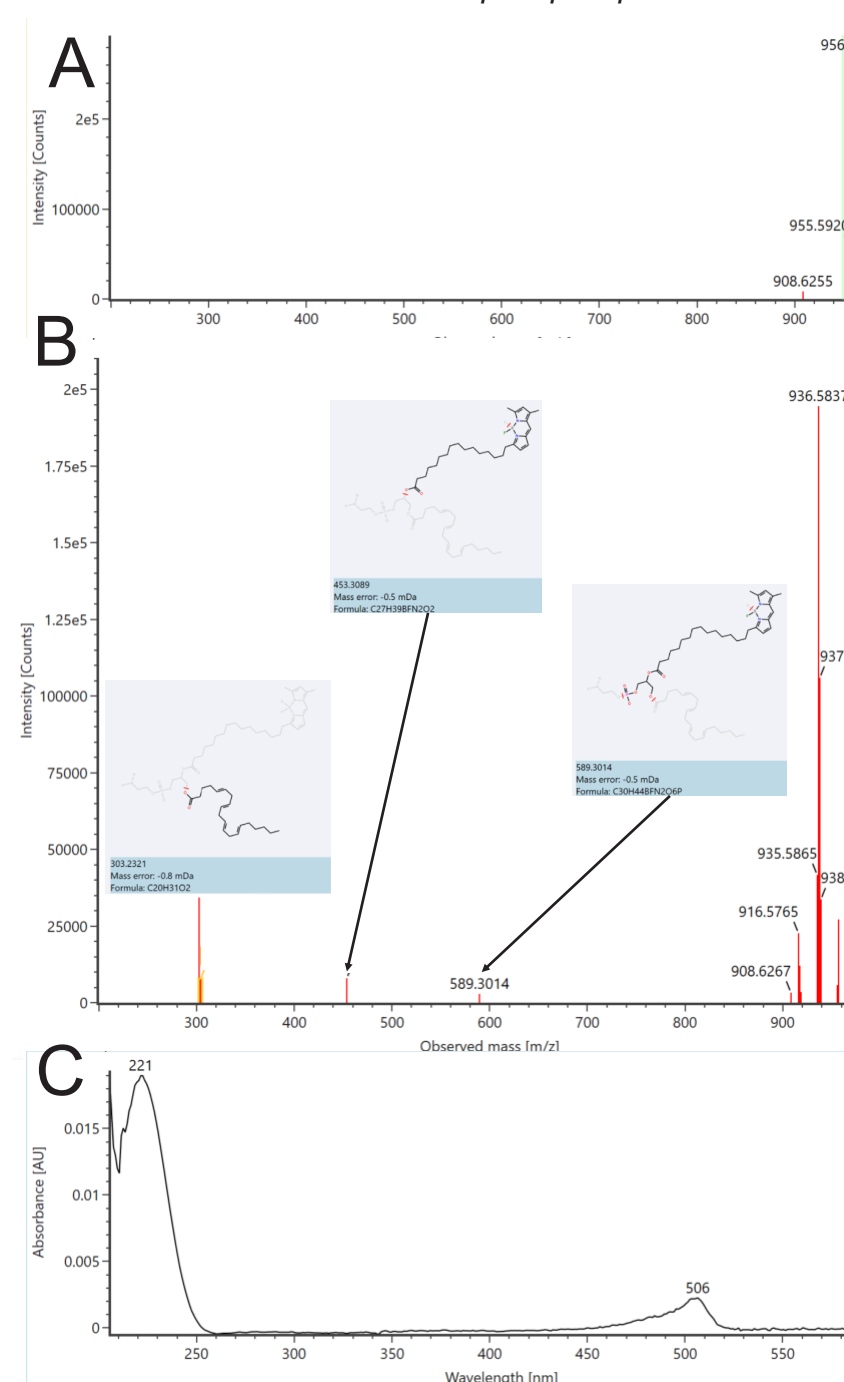 A
956
2e5
955.5920
100000
908.6255
0
300 400 500 600 700 800 900
Intensity [Counts]
B
2e5
936.5837
1.75e5
1.5e5
453.3089
Mass error: -0.5 mDa
Formula: C27H39BFN2O2
1.25e5
937
100000
75000
589.3014
Mass error: -0.5 mDa
Formula: C30H44BFN2O6P
50000
935.5865
303.2321
Mass error: -0.8 mDa
Formula: C20H31O2
938
916.5765
25000
908.6267
589.3014
0
300 400 500 600 700 800 900
Intensity [Counts]
Observed mass [m/z]
C
221
0.015
0.01
0.005
506
0
250 300 350 400 450 500 550
Absorbance [AU]
Wavelength [nm]